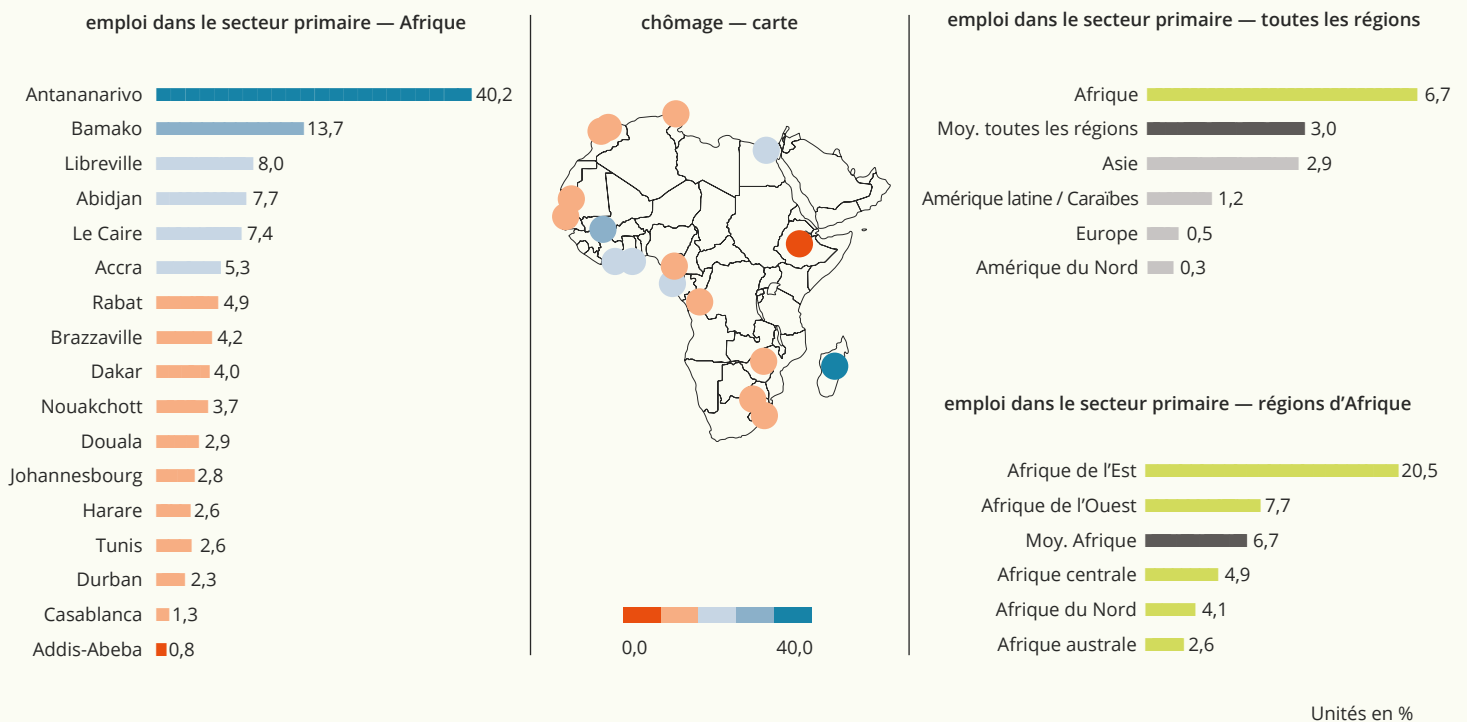 emploi dans le secteur primaire — Afrique
Antananarivo 40,2
Bamako 13,7
Libreville 8,0
Abidjan 7,7
Le Caire 7,4
Accra 5,3
Rabat 4,9
Brazzaville 4,2
Dakar 4,0
Nouakchott 3,7
Douala 2,9
Johannesbourg 2,8
Harare 2,6
Tunis 2,6
Durban 2,3
Casablanca 1,3
Addis-Abeba 0,8
chômage — carte
0,0 40,0
emploi dans le secteur primaire — toutes les régions
Afrique 6,7
Moy. toutes les régions 3,0
Asie 2,9
Amérique latine / Caraïbes 1,2
Europe 0,5
Amérique du Nord 0,3
emploi dans le secteur primaire — régions d’Afrique
Afrique de l’Est 20,5
Afrique de l’Ouest 7,7
Moy. Afrique 6,7
Afrique centrale 4,9
Afrique du Nord 4,1
Afrique australe 2,6
Unités en %